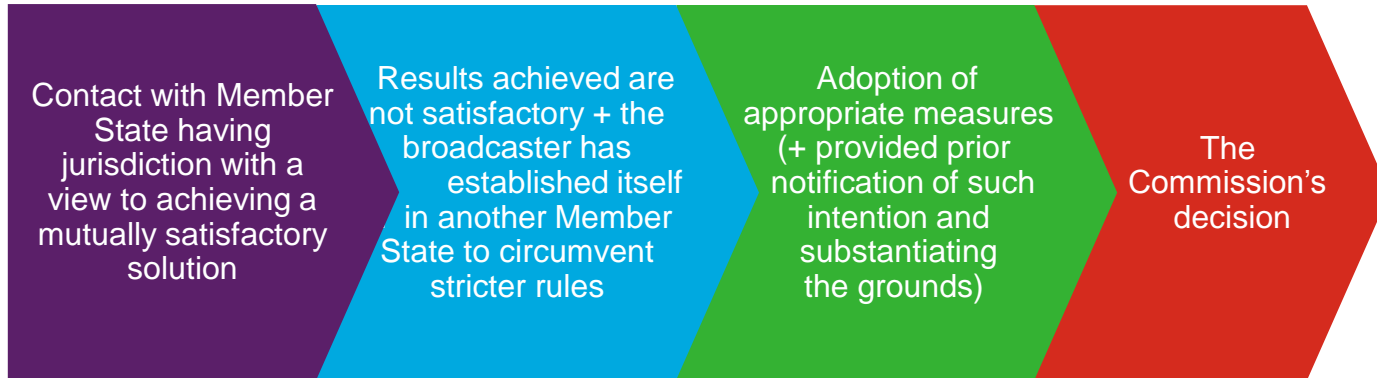 Contact with Member
State having
jurisdiction with a
view to achieving a
mutually satisfactory
solution
Results achieved are
not satisfactory + the
broadcaster has
established itself
in another Member
State to circumvent
stricter rules
Adoption of
appropriate measures
(+ provided prior
notification of such
intention and
substantiating
the grounds)
The
Commission’s
decision